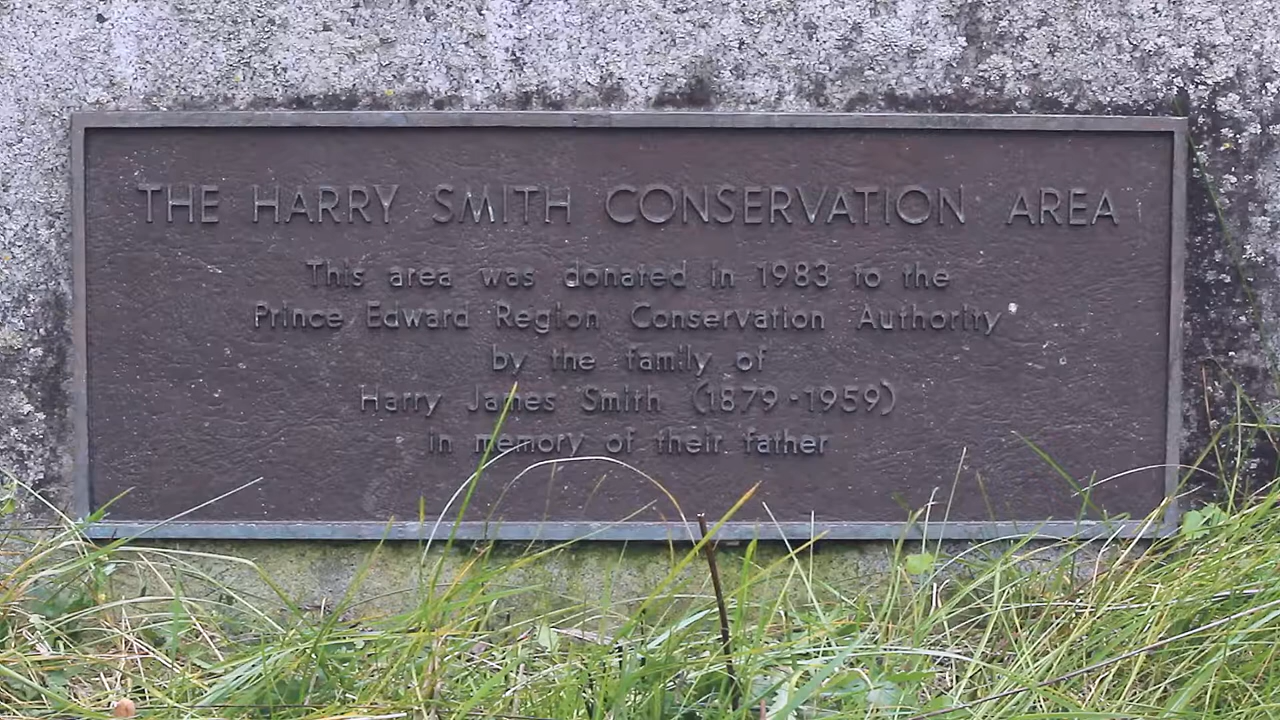 THE HARRY SMITH CONSERVATION AREA
This area was donated in 1983 to the
Prince Edward Region Conservation Authority
by the family of
Harry James Smith (1879-1959)
in memory of their father